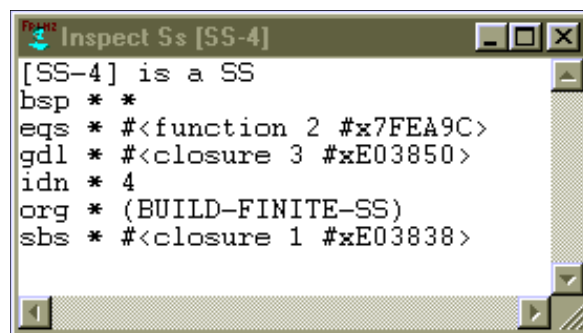 FRANZ
Inspect Ss [SS-4]
[SS-4] is a SS
bsp * *
eqs * #<function 2 #x7FEA9C>
gdl * #<closure 3 #xE03850>
idn * 4
org * (BUILD-FINITE-SS)
sbs * #<closure 1 #xE03838>